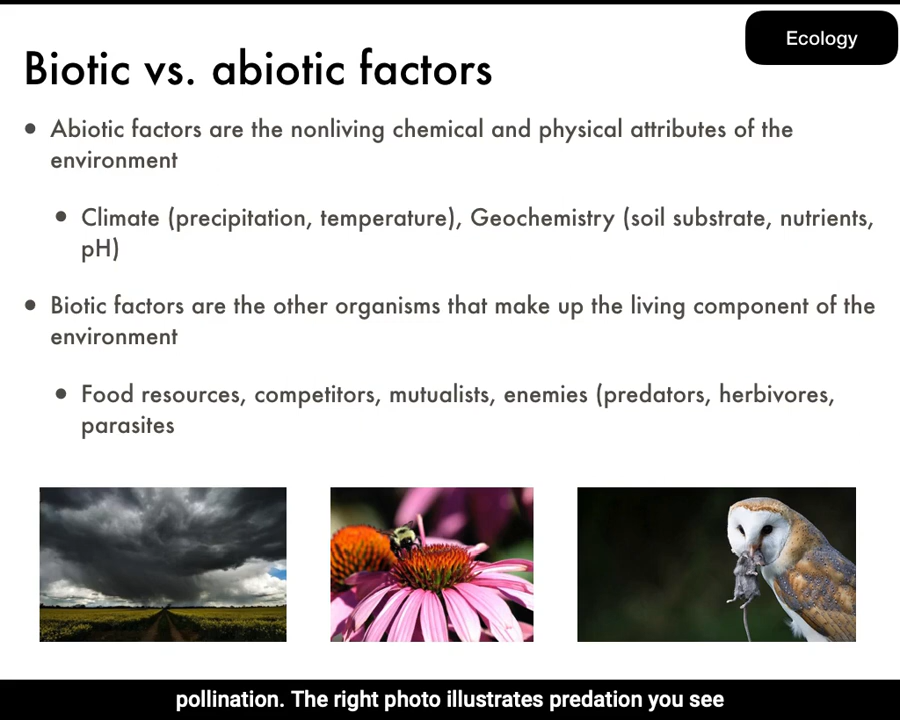 Ecology
Biotic vs. abiotic factors
• Abiotic factors are the nonliving chemical and physical attributes of the
environment
• Climate (precipitation, temperature), Geochemistry (soil substrate, nutrients,
pH)
• Biotic factors are the other organisms that make up the living component of the
environment
• Food resources, competitors, mutualists, enemies (predators, herbivores,
parasites
pollination. The right photo illustrates predation you see